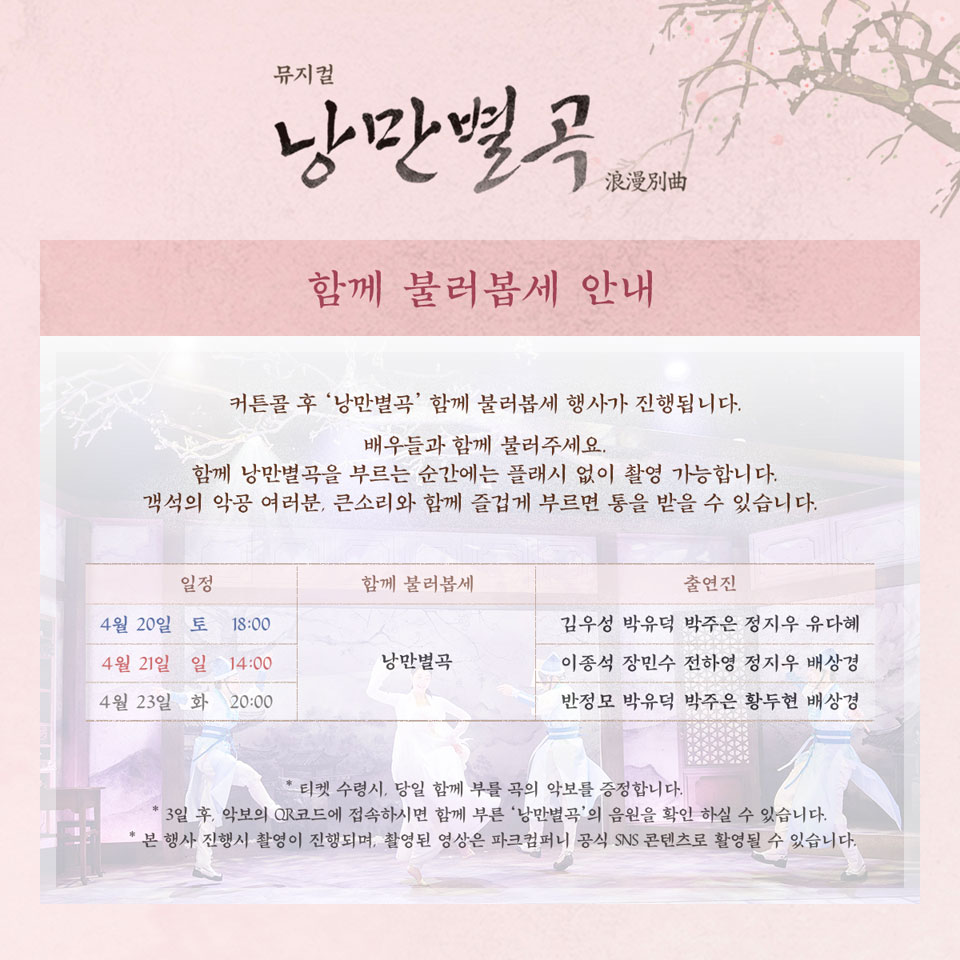 뮤지컬
낭만별곡
浪漫別曲
함께 불러봅세 안내
커튼콜 후 ‘낭만별곡’ 함께 불러봅세 행사가 진행됩니다.
배우들과 함께 불러주세요.
함께 낭만별곡을 부르는 순간에는 플래시 없이 촬영 가능합니다.
객석의 악공 여러분, 큰소리와 함께 즐겁게 부르면 통을 받을 수 있습니다.
일정 함께 불러봅세 출연진
4월 20일 토 18:00 김우성 박유덕 박주은 정지우 유다혜
4월 21일 일 14:00 낭만별곡 이종석 장민수 전하영 정지우 배상경
4월 23일 화 20:00 반정모 박유덕 박주은 황두현 배상경
* 티켓 수령시, 당일 함께 부를 곡의 악보를 증정합니다.
* 3일 후, 악보의 QR코드에 접속하시면 함께 부른 ‘낭만별곡’의 음원을 확인 하실 수 있습니다.
* 본 행사 진행시 촬영이 진행되며, 촬영된 영상은 파크컴퍼니 공식 SNS 콘텐츠로 활영될 수 있습니다.